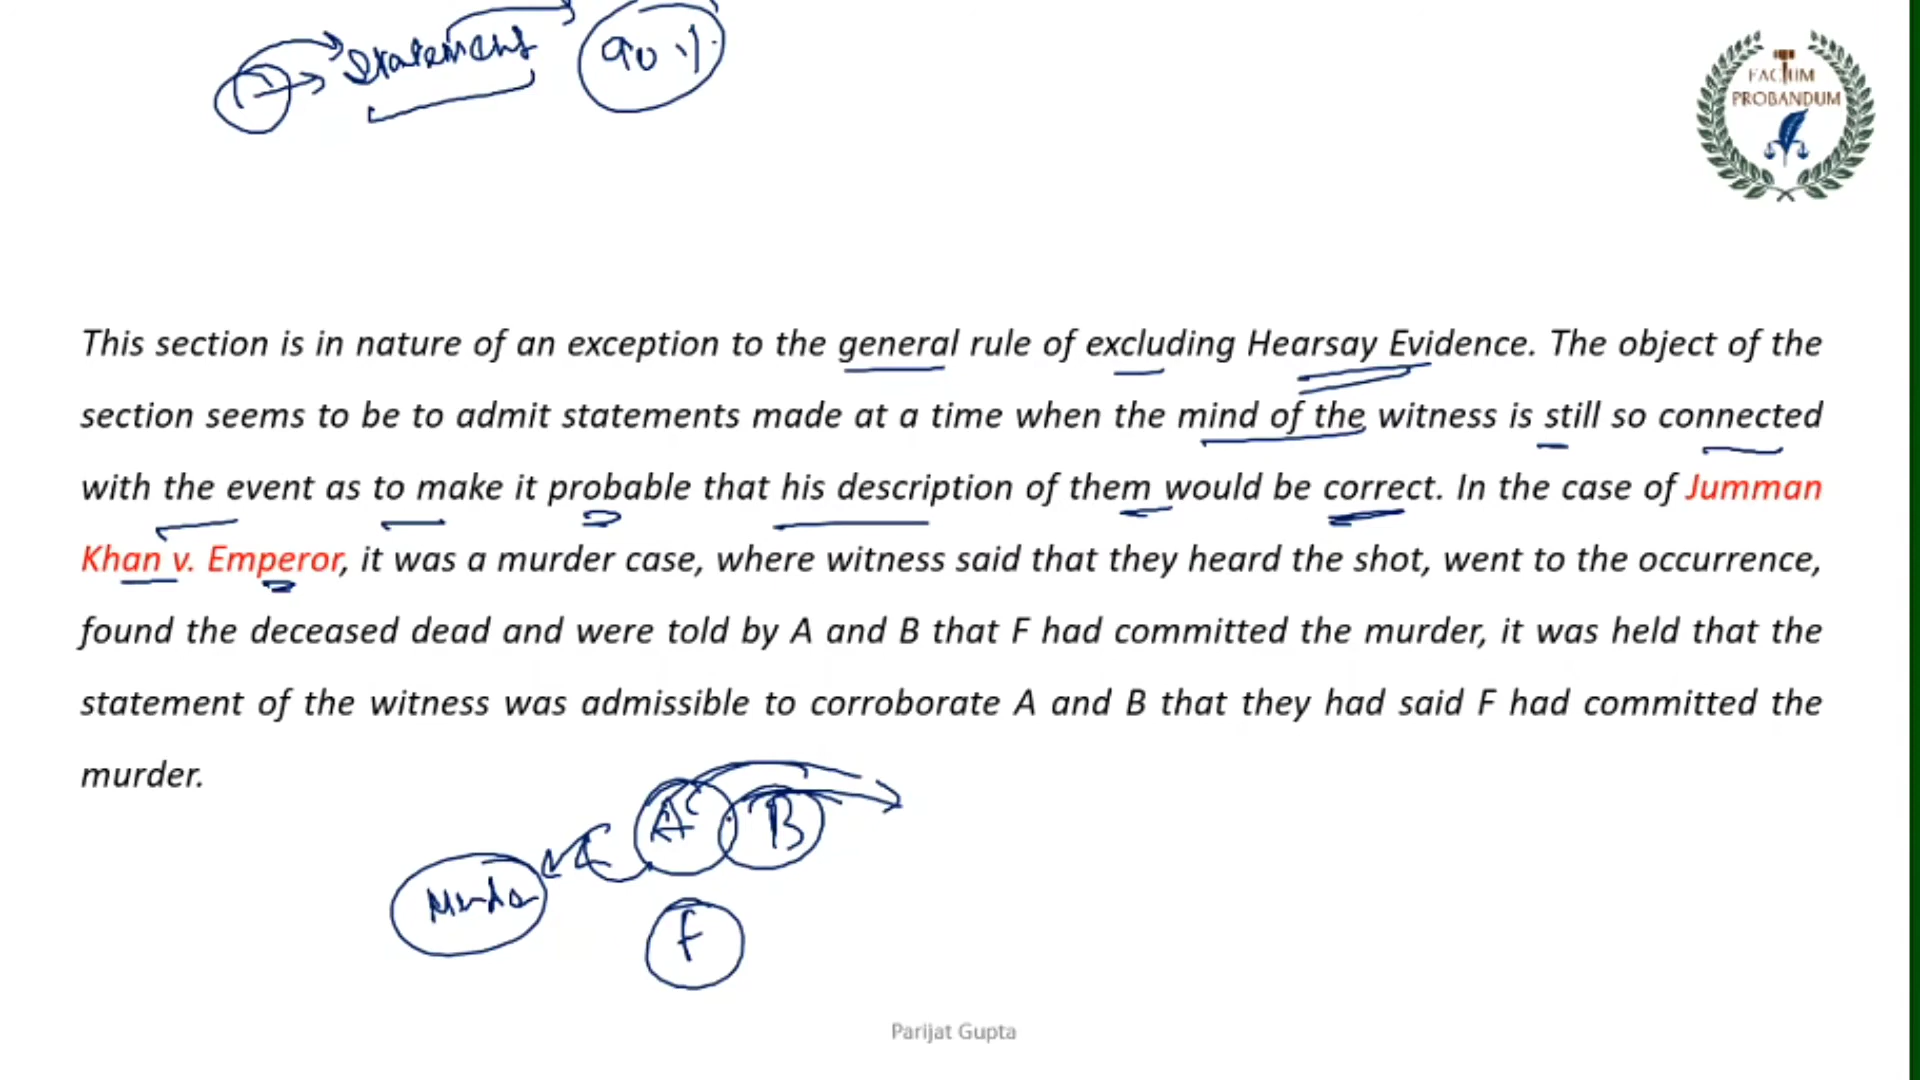 statement 90 %.
FACTUM
PROBANDUM
This section is in nature of an exception to the general rule of excluding Hearsay Evidence. The object of the
section seems to be to admit statements made at a time when the mind of the witness is still so connected
with the event as to make it probable that his description of them would be correct. In the case of Jumman
Khan v. Emperor, it was a murder case, where witness said that they heard the shot, went to the occurrence,
found the deceased dead and were told by A and B that F had committed the murder, it was held that the
statement of the witness was admissible to corroborate A and B that they had said F had committed the
murder.
A B
Murder
F
Parijat Gupta